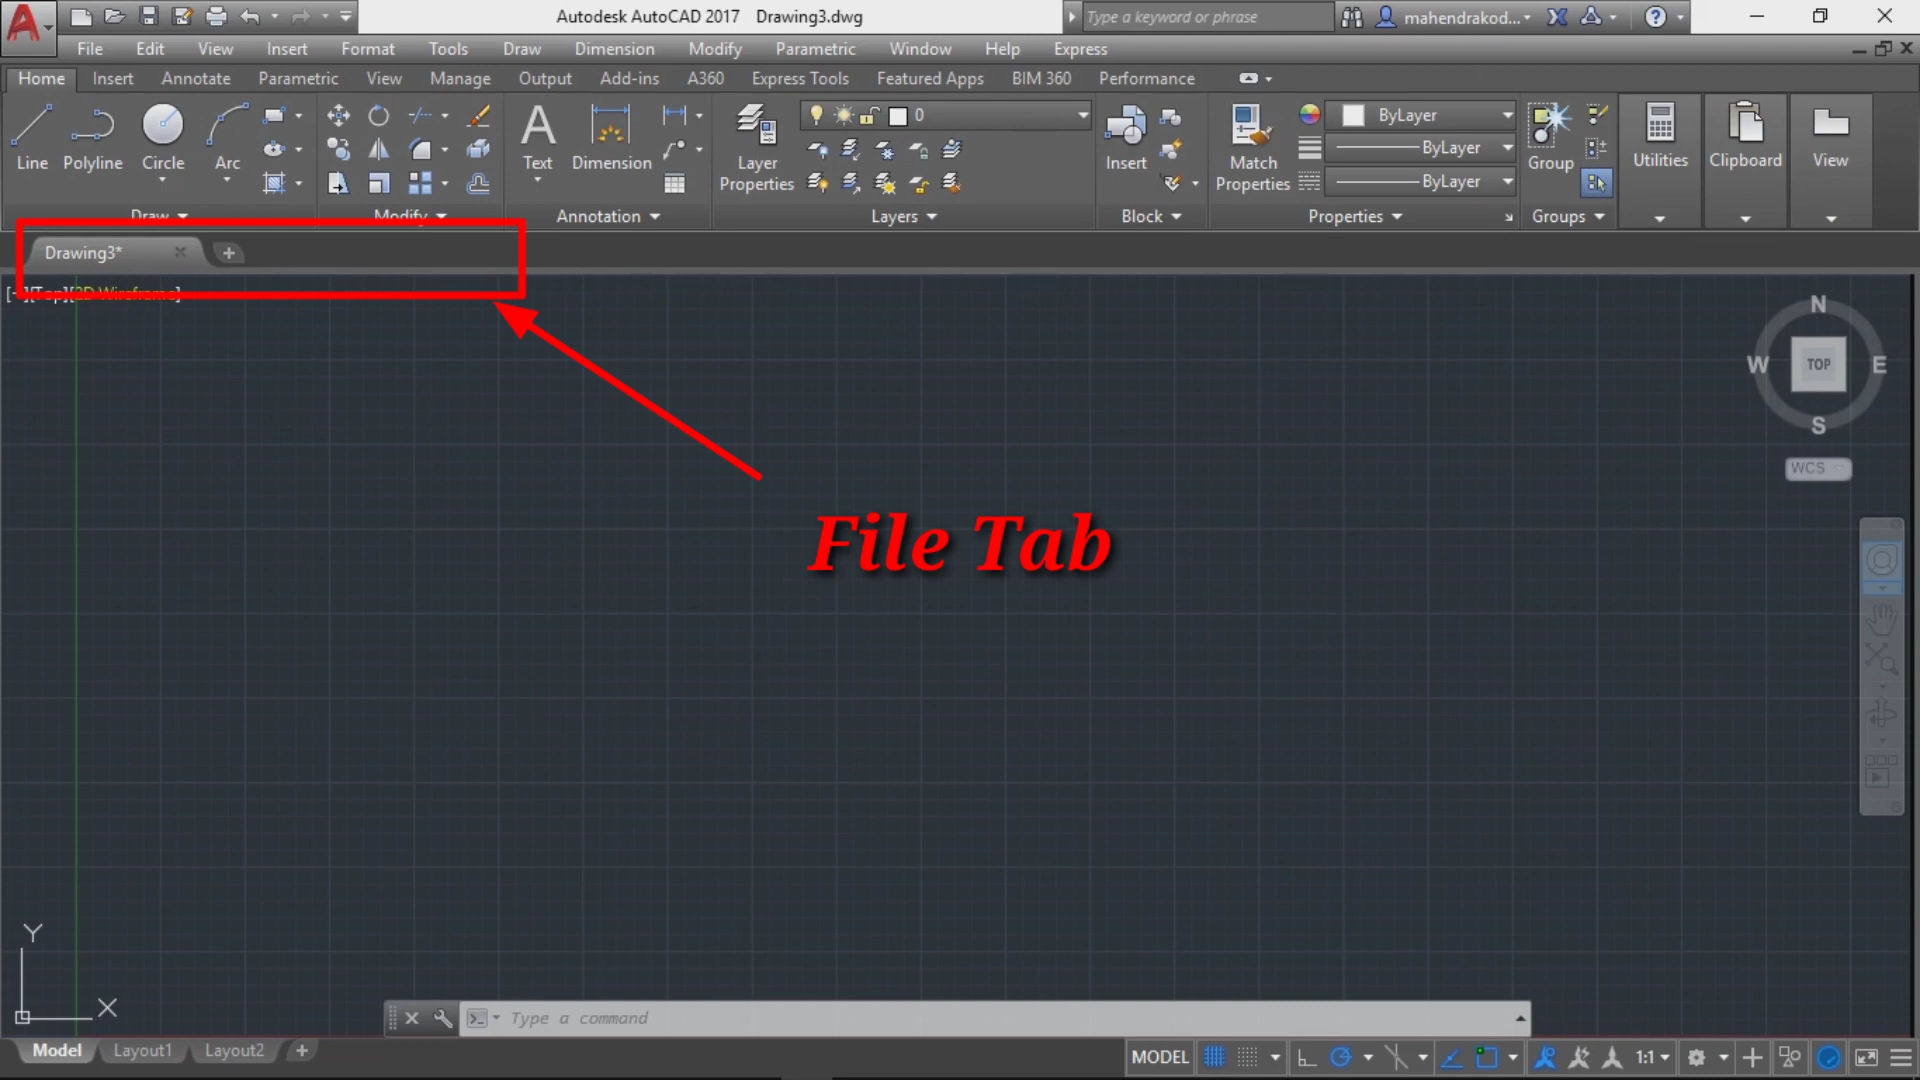 Autodesk AutoCAD 2017 Drawing3.dwg
Type a keyword or phrase
mahendrakod...
File Edit View Insert Format Tools Draw Dimension Modify Parametric Window Help Express
Home Insert Annotate Parametric View Manage Output Add-ins A360 Express Tools Featured Apps BIM 360 Performance
0
ByLayer
ByLayer
ByLayer
Line Polyline Circle Arc
Text Dimension
Layer Properties
Insert
Match Properties
Group
Utilities Clipboard View
Draw Modify Annotation Layers Block Properties Groups
Drawing3*
[-][Top][2D Wireframe]
N
W TOP E
S
WCS
File Tab
Y
X
Type a command
Model Layout1 Layout2
MODEL 1:1